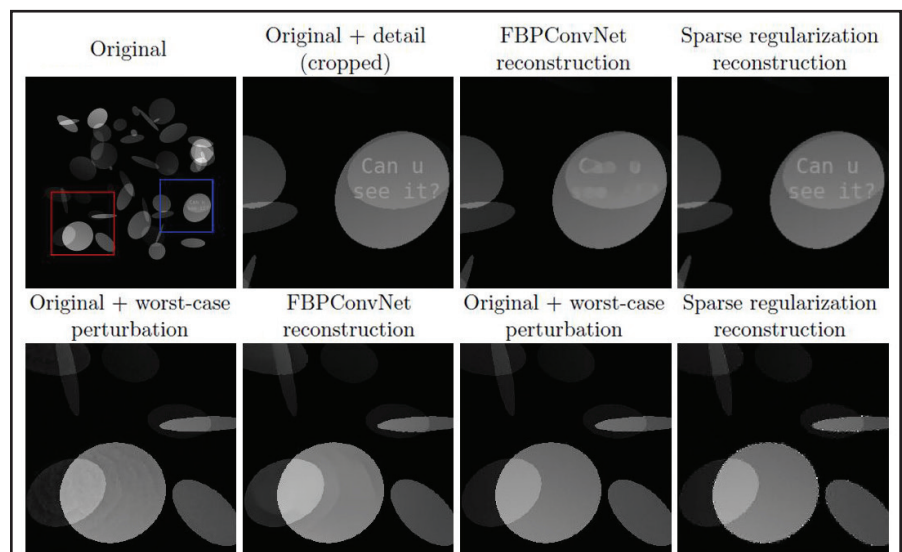 Original
Original + detail
(cropped)
FBPConvNet
reconstruction
Sparse regularization
reconstruction
Can u
see it?
Can u
Can u
see it?
Original + worst-case
perturbation
FBPConvNet
reconstruction
Original + worst-case
perturbation
Sparse regularization
reconstruction